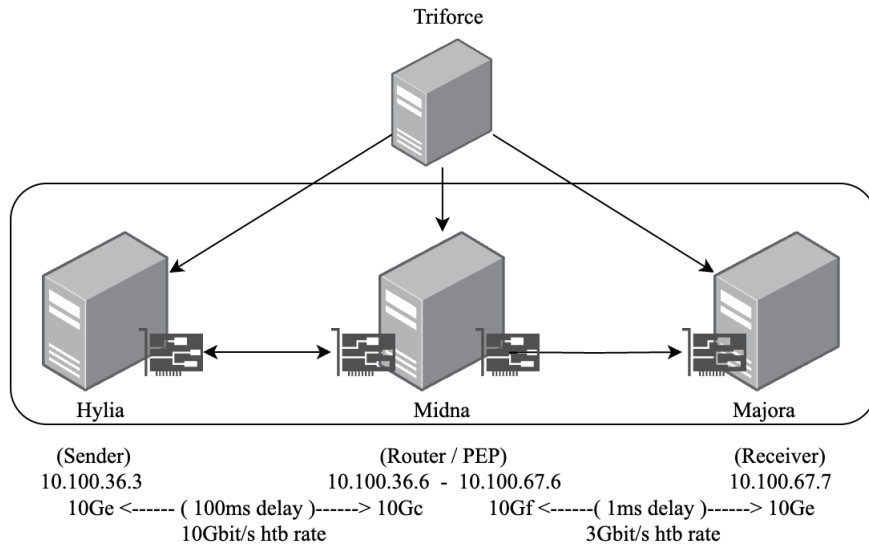 Triforce
Hylia Midna Majora
(Sender) (Router / PEP) (Receiver)
10.100.36.3 10.100.36.6 - 10.100.67.6 10.100.67.7
10Ge <------ ( 100ms delay )------> 10Gc 10Gf <------ ( 1ms delay )------> 10Ge
10Gbit/s htb rate 3Gbit/s htb rate